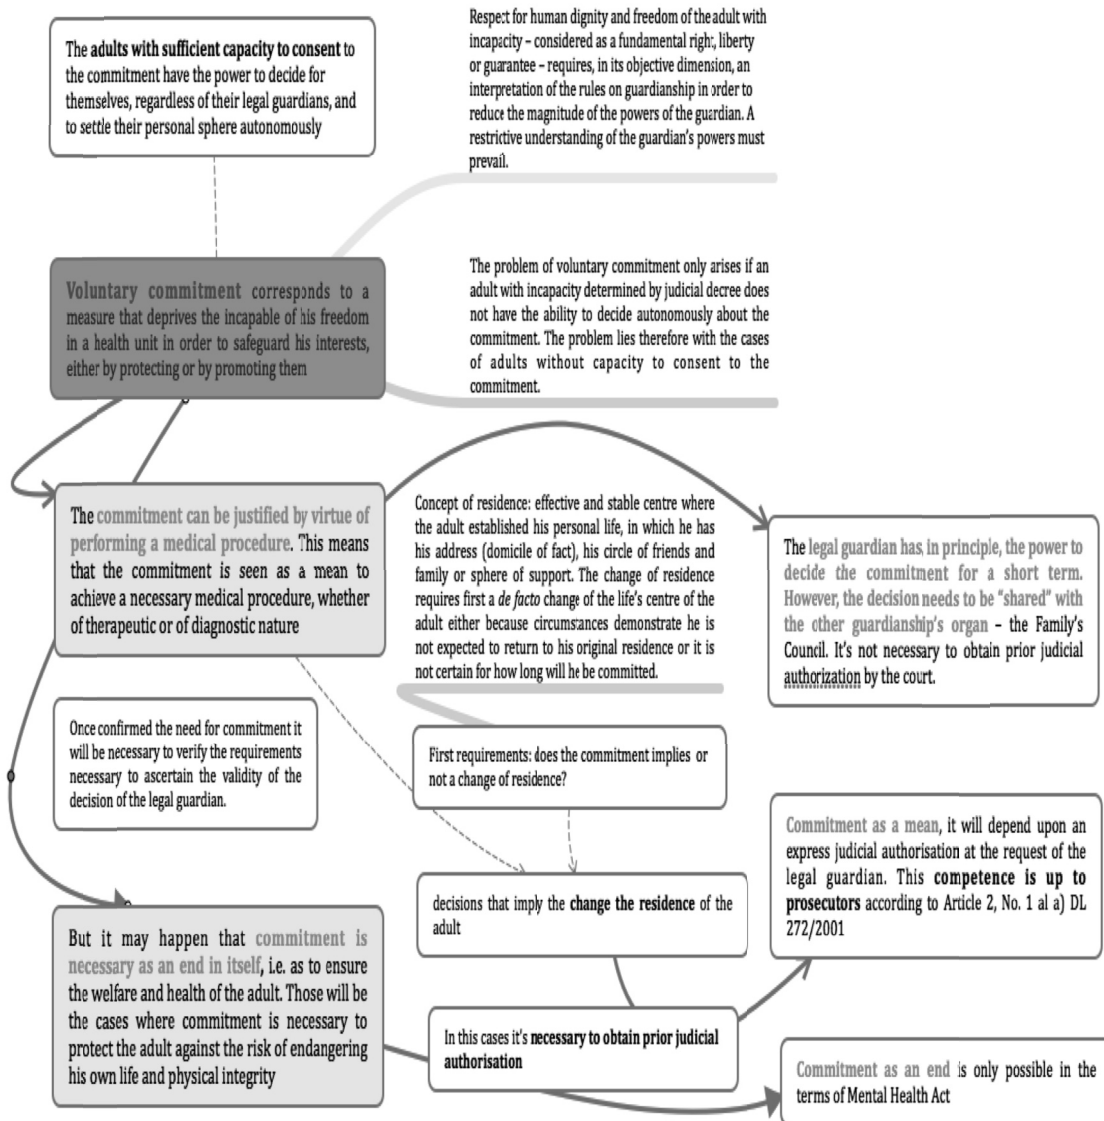 The adults with sufficient capacity to consent to
the commitment have the power to decide for
themselves, regardless of their legal guardians, and
to settle their personal sphere autonomously
Respect for human dignity and freedom of the adult with
incapacity – considered as a fundamental right, liberty
or guarantee – requires, in its objective dimension, an
interpretation of the rules on guardianship in order to
reduce the magnitude of the powers of the guardian. A
restrictive understanding of the guardian's powers must
prevail.
Voluntary commitment corresponds to a
measure that deprives the incapable of his freedom
in a health unit in order to safeguard his interests,
either by protecting or by promoting them
The problem of voluntary commitment only arises if an
adult with incapacity determined by judicial decree does
not have the ability to decide autonomously about the
commitment. The problem lies therefore with the cases
of adults without capacity to consent to the
commitment.
The commitment can be justified by virtue of
performing a medical procedure. This means
that the commitment is seen as a mean to
achieve a necessary medical procedure, whether
of therapeutic or of diagnostic nature
Concept of residence: effective and stable centre where
the adult established his personal life, in which he has
his address (domicile of fact), his circle of friends and
family or sphere of support. The change of residence
requires first a de facto change of the life's centre of the
adult either because circumstances demonstrate he is
not expected to return to his original residence or it is
not certain for how long will he be committed.
The legal guardian has, in principle, the power to
decide the commitment for a short term.
However, the decision needs to be “shared” with
the other guardianship's organ – the Family's
Council. It's not necessary to obtain prior judicial
authorization by the court.
Once confirmed the need for commitment it
will be necessary to verify the requirements
necessary to ascertain the validity of the
decision of the legal guardian.
First requirements: does the commitment implies or
not a change of residence?
Commitment as a mean, it will depend upon an
express judicial authorisation at the request of the
legal guardian. This competence is up to
prosecutors according to Article 2, No. 1 al a) DL
272/2001
decisions that imply the change the residence of the
adult
But it may happen that commitment is
necessary as an end in itself, i.e. as to ensure
the welfare and health of the adult. Those will be
the cases where commitment is necessary to
protect the adult against the risk of endangering
his own life and physical integrity
In this cases it's necessary to obtain prior judicial
authorisation
Commitment as an end is only possible in the
terms of Mental Health Act